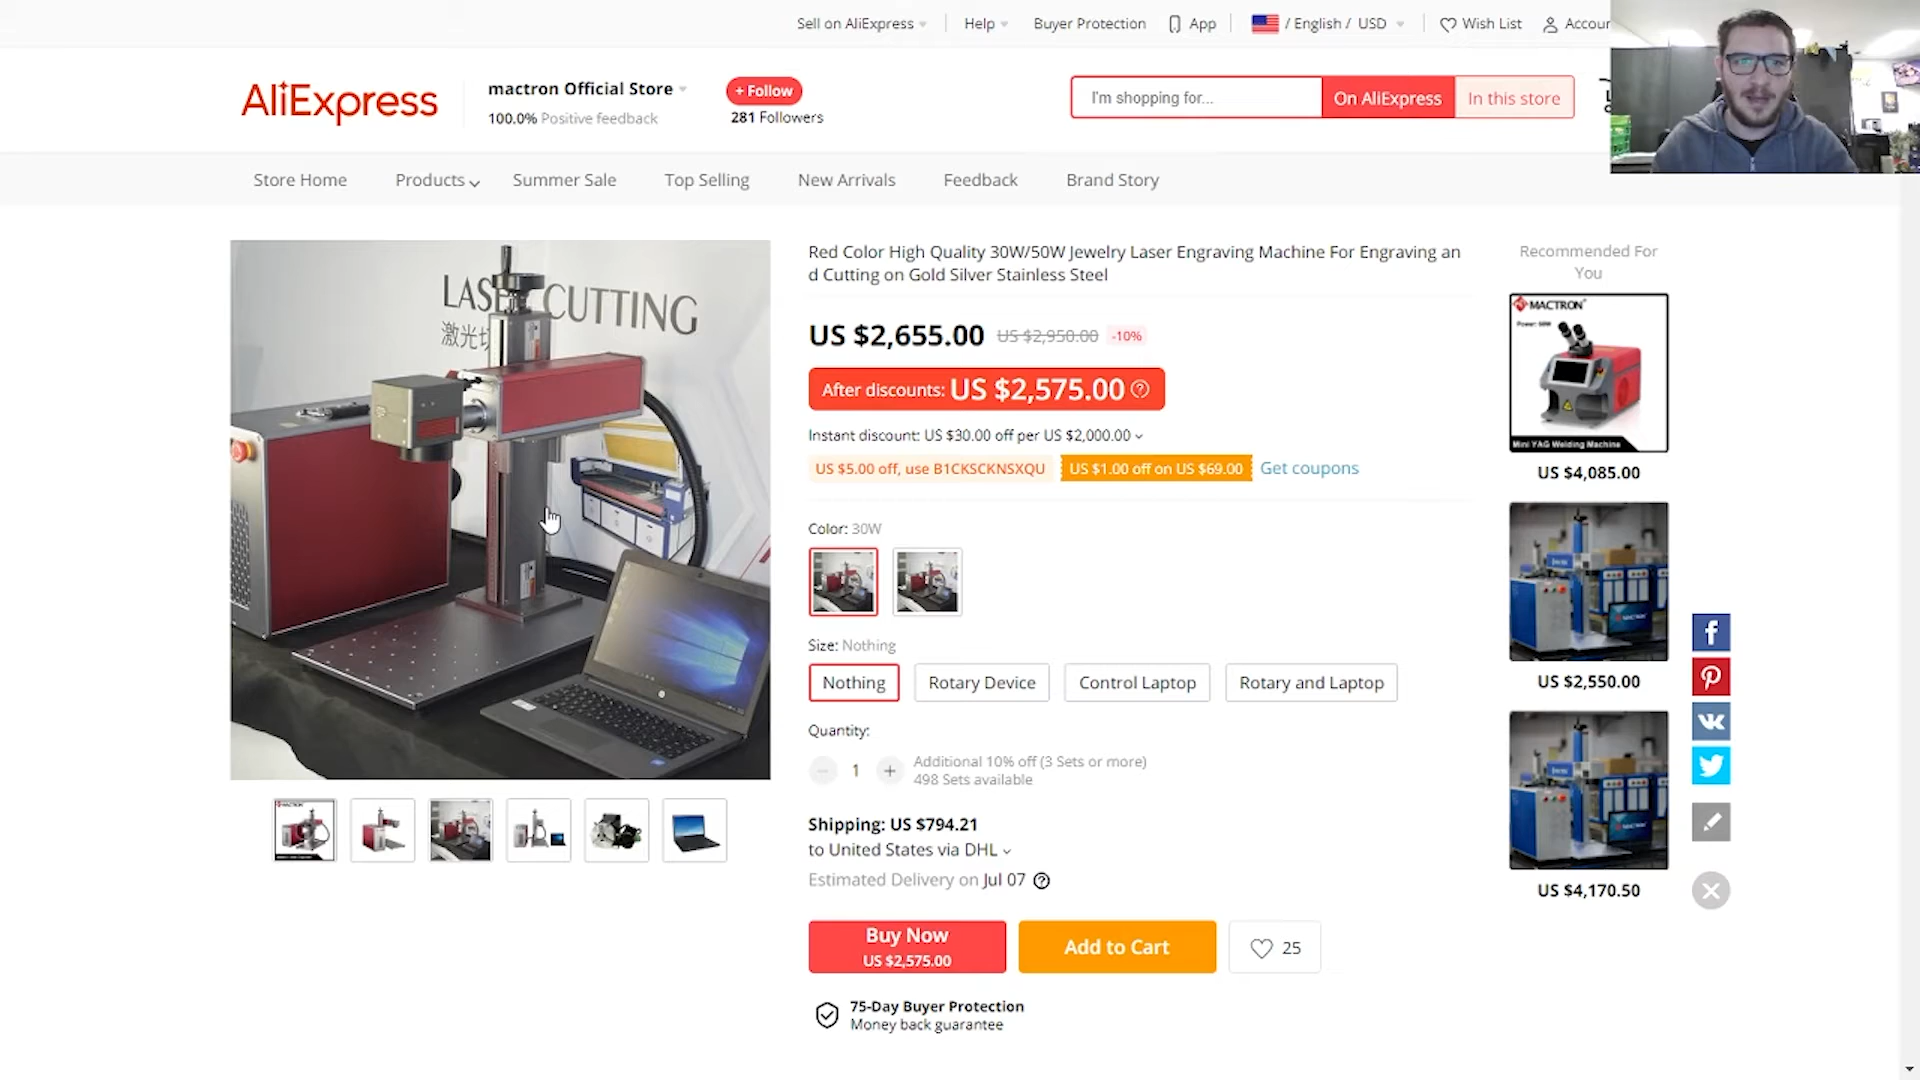 Sell on AliExpress
Help
Buyer Protection
App
/ English / USD
Wish List
AliExpress
mactron Official Store
100.0% Positive feedback
+ Follow
281 Followers
I'm shopping for...
On AliExpress
In this store
Store Home
Products
Summer Sale
Top Selling
New Arrivals
Feedback
Brand Story
LASER CUTTING
激光切
Red Color High Quality 30W/50W Jewelry Laser Engraving Machine For Engraving an
d Cutting on Gold Silver Stainless Steel
US $2,655.00 US $2,950.00 -10%
After discounts: US $2,575.00
Instant discount: US $30.00 off per US $2,000.00
US $5.00 off, use B1CKSCKNSXQU
US $1.00 off on US $69.00
Get coupons
Color: 30W
Size: Nothing
Nothing
Rotary Device
Control Laptop
Rotary and Laptop
Quantity:
1
Additional 10% off (3 Sets or more)
498 Sets available
Shipping: US $794.21
to United States via DHL
Estimated Delivery on Jul 07
Buy Now
US $2,575.00
Add to Cart
25
75-Day Buyer Protection
Money back guarantee
Recommended For
You
MACTRON
Mini YAG Welding Machine
US $4,085.00
US $2,550.00
US $4,170.50